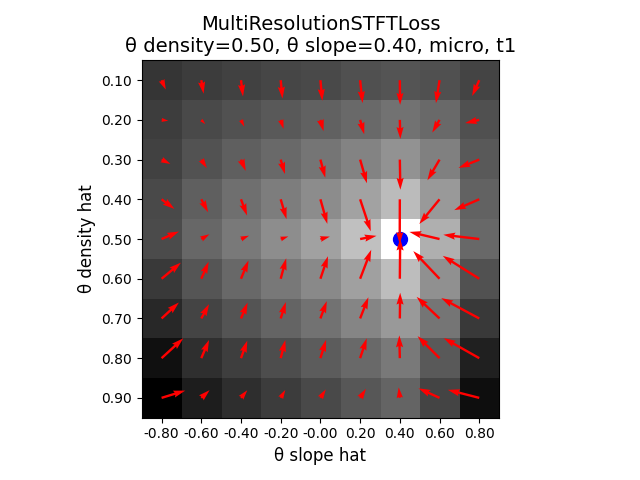 MultiResolutionSTFTLoss
θ density=0.50, θ slope=0.40, micro, t1
θ density hat
0.10
0.20
0.30
0.40
0.50
0.60
0.70
0.80
0.90
-0.80 -0.60 -0.40 -0.20 -0.00 0.20 0.40 0.60 0.80
θ slope hat